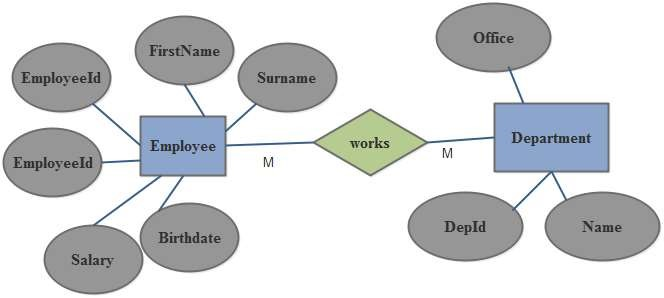 Office
FirstName
EmployeeId
Surname
Employee
works
Department
M
M
EmployeeId
DepId
Name
Birthdate
Salary